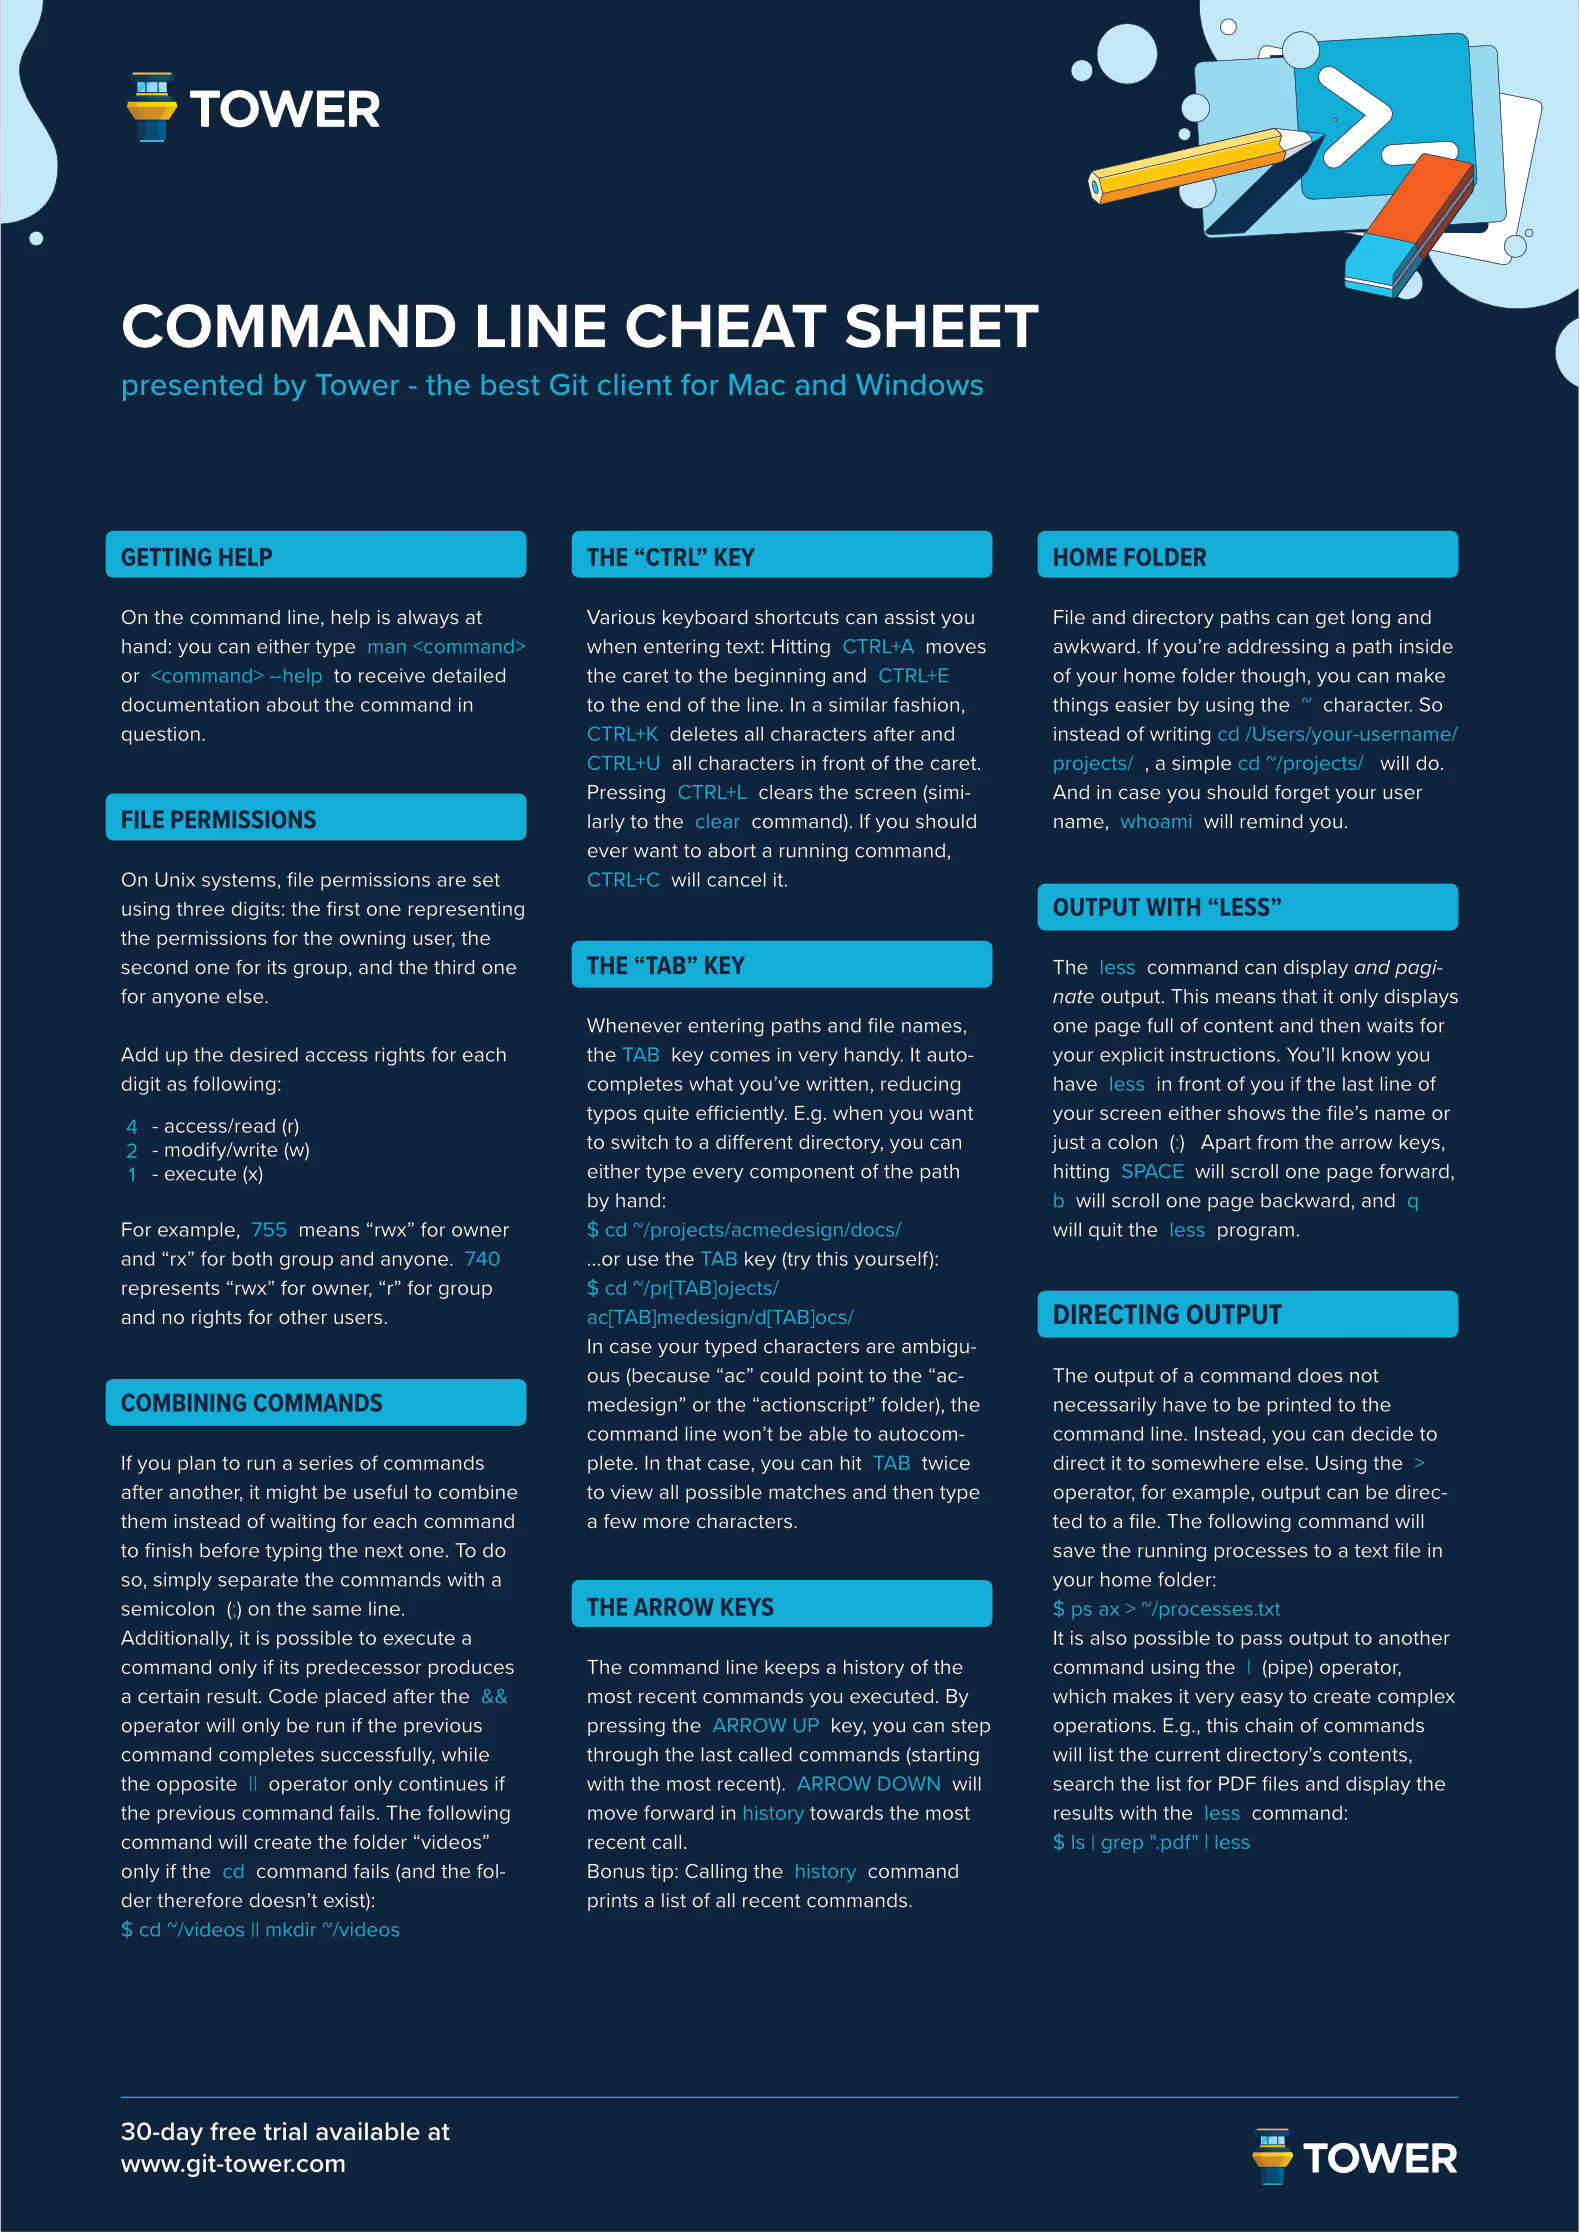 TOWER
COMMAND LINE CHEAT SHEET
presented by Tower - the best Git client for Mac and Windows
GETTING HELP
On the command line, help is always at
hand: you can either type man <command>
or <command> --help to receive detailed
documentation about the command in
question.
FILE PERMISSIONS
On Unix systems, file permissions are set
using three digits: the first one representing
the permissions for the owning user, the
second one for its group, and the third one
for anyone else.
Add up the desired access rights for each
digit as following:
4 - access/read (r)
2 - modify/write (w)
1 - execute (x)
For example, 755 means “rwx” for owner
and “rx” for both group and anyone. 740
represents “rwx” for owner, “r” for group
and no rights for other users.
COMBINING COMMANDS
If you plan to run a series of commands
after another, it might be useful to combine
them instead of waiting for each command
to finish before typing the next one. To do
so, simply separate the commands with a
semicolon (;) on the same line.
Additionally, it is possible to execute a
command only if its predecessor produces
a certain result. Code placed after the &&
operator will only be run if the previous
command completes successfully, while
the opposite || operator only continues if
the previous command fails. The following
command will create the folder “videos”
only if the cd command fails (and the fol-
der therefore doesn’t exist):
$ cd ~/videos || mkdir ~/videos
THE “CTRL” KEY
Various keyboard shortcuts can assist you
when entering text: Hitting CTRL+A moves
the caret to the beginning and CTRL+E
to the end of the line. In a similar fashion,
CTRL+K deletes all characters after and
CTRL+U all characters in front of the caret.
Pressing CTRL+L clears the screen (simi-
larly to the clear command). If you should
ever want to abort a running command,
CTRL+C will cancel it.
THE “TAB” KEY
Whenever entering paths and file names,
the TAB key comes in very handy. It auto-
completes what you’ve written, reducing
typos quite efficiently. E.g. when you want
to switch to a different directory, you can
either type every component of the path
by hand:
$ cd ~/projects/acmedesign/docs/
...or use the TAB key (try this yourself):
$ cd ~/pr[TAB]ojects/
ac[TAB]medesign/d[TAB]ocs/
In case your typed characters are ambigu-
ous (because “ac” could point to the “ac-
medesign” or the “actionscript” folder), the
command line won’t be able to autocom-
plete. In that case, you can hit TAB twice
to view all possible matches and then type
a few more characters.
THE ARROW KEYS
The command line keeps a history of the
most recent commands you executed. By
pressing the ARROW UP key, you can step
through the last called commands (starting
with the most recent). ARROW DOWN will
move forward in history towards the most
recent call.
Bonus tip: Calling the history command
prints a list of all recent commands.
HOME FOLDER
File and directory paths can get long and
awkward. If you’re addressing a path inside
of your home folder though, you can make
things easier by using the ~ character. So
instead of writing cd /Users/your-username/
projects/ , a simple cd ~/projects/ will do.
And in case you should forget your user
name, whoami will remind you.
OUTPUT WITH “LESS”
The less command can display and pagi-
nate output. This means that it only displays
one page full of content and then waits for
your explicit instructions. You’ll know you
have less in front of you if the last line of
your screen either shows the file’s name or
just a colon (:) Apart from the arrow keys,
hitting SPACE will scroll one page forward,
b will scroll one page backward, and q
will quit the less program.
DIRECTING OUTPUT
The output of a command does not
necessarily have to be printed to the
command line. Instead, you can decide to
direct it to somewhere else. Using the >
operator, for example, output can be direc-
ted to a file. The following command will
save the running processes to a text file in
your home folder:
$ ps ax > ~/processes.txt
It is also possible to pass output to another
command using the | (pipe) operator,
which makes it very easy to create complex
operations. E.g., this chain of commands
will list the current directory’s contents,
search the list for PDF files and display the
results with the less command:
$ ls | grep ".pdf" | less
30-day free trial available at
www.git-tower.com
TOWER